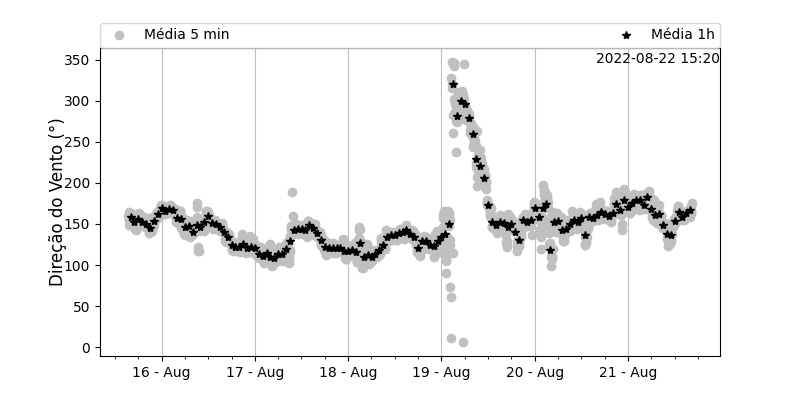 Média 5 min
Média 1h
2022-08-22 15:20
Direção do Vento (°)
350
300
250
200
150
100
50
0
16 - Aug
17 - Aug
18 - Aug
19 - Aug
20 - Aug
21 - Aug